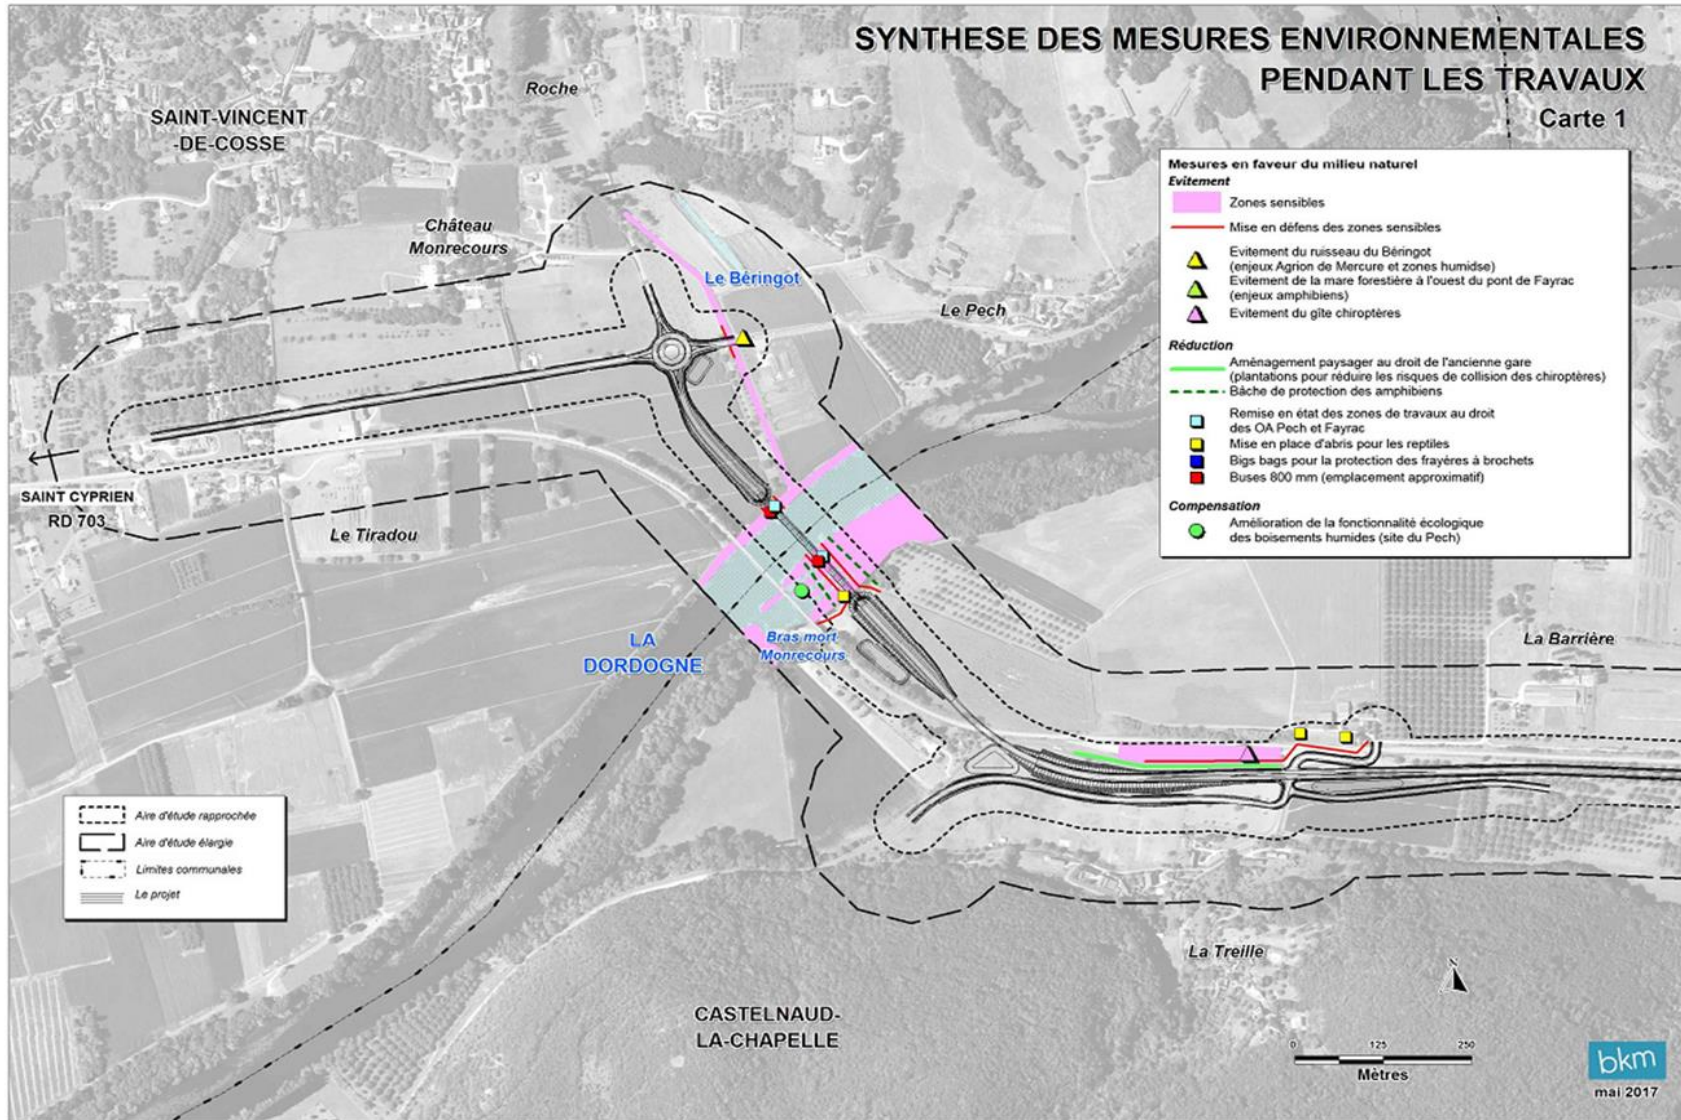 SYNTHESE DES MESURES ENVIRONNEMENTALES
PENDANT LES TRAVAUX
Carte 1
Roche
SAINT-VINCENT
-DE-COSSE
Château
Monrecours
Le Béringot
Le Pech
SAINT CYPRIEN
RD 703
Le Tiradou
LA
DORDOGNE
Bras mort
Monrecours
La Barrière
La Treille
CASTELNAUD-
LA-CHAPELLE
Mesures en faveur du milieu naturel
Evitement
Zones sensibles
Mise en défens des zones sensibles
Evitement du ruisseau du Béringot
(enjeux Agrion de Mercure et zones humidse)
Evitement de la mare forestière à l'ouest du pont de Fayrac
(enjeux amphibiens)
Evitement du gîte chiroptères
Réduction
Aménagement paysager au droit de l'ancienne gare
(plantations pour réduire les risques de collision des chiroptères)
Bâche de protection des amphibiens
Remise en état des zones de travaux au droit
des OA Pech et Fayrac
Mise en place d'abris pour les reptiles
Bigs bags pour la protection des frayères à brochets
Buses 800 mm (emplacement approximatif)
Compensation
Amélioration de la fonctionnalité écologique
des boisements humides (site du Pech)
Aire d'étude rapprochée
Aire d'étude élargie
Limites communales
Le projet
N
0 125 250
Mètres
bkm
mai 2017